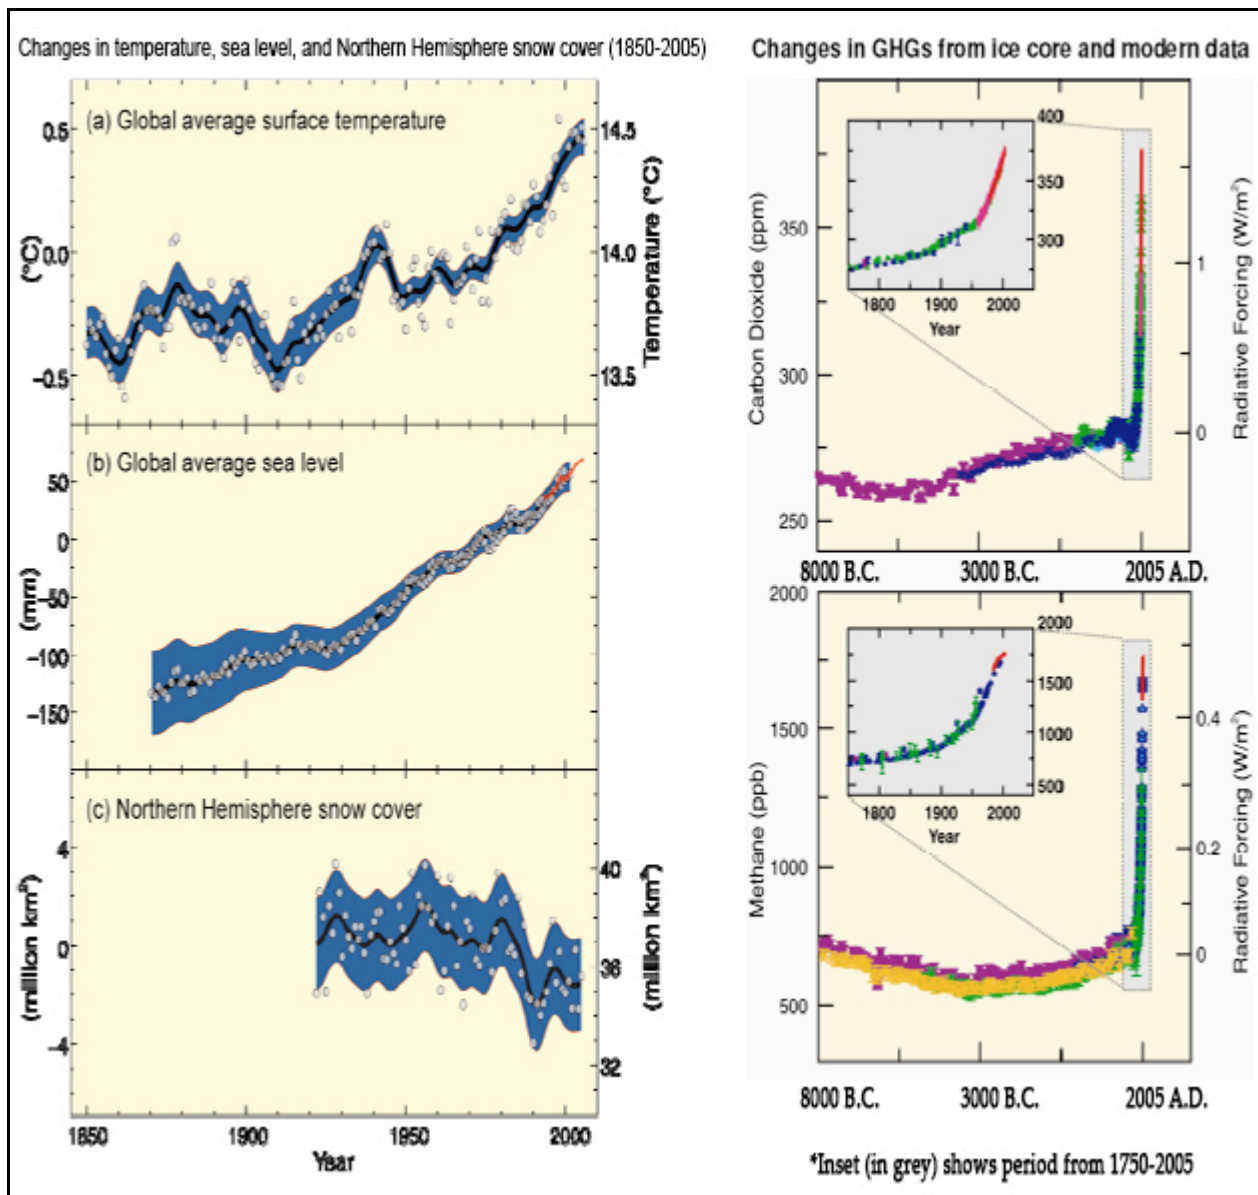 Changes in temperature, sea level, and Northern Hemisphere snow cover (1850-2005)
(a) Global average surface temperature
0.5
0.0
−0.5
(°C)
14.5
14.0
13.5
Temperature (°C)
(b) Global average sea level
50
0
−50
−100
−150
(mm)
(c) Northern Hemisphere snow cover
4
0
−4
(million km²)
40
36
32
(million km²)
1850
1900
1950
2000
Year
Changes in GHGs from ice core and modern data
350
300
250
Carbon Dioxide (ppm)
400
350
300
1800
1900
2000
Year
1
0
Radiative Forcing (W/m²)
8000 B.C.
3000 B.C.
2005 A.D.
2000
1500
1000
500
Methane (ppb)
2000
1500
1000
500
1800
1900
2000
Year
0.4
0.2
0
Radiative Forcing (W/m²)
8000 B.C.
3000 B.C.
2005 A.D.
*Inset (in grey) shows period from 1750-2005